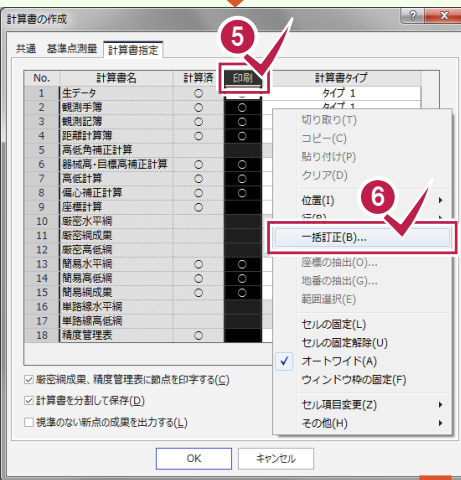 計算書の作成
共通 基準点測量 計算書指定
5
No. 計算書名 計算済 印刷 計算書タイプ
1 生データ ○ ○ タイプ 1
2 観測手簿 ○ ○ タイプ 1
3 観測記簿 ○ ○
4 距離計算簿 ○ ○
5 高低角補正計算
6 器械高・目標高補正計算 ○ ○
7 高低計算 ○ ○
8 偏心補正計算 ○ ○
9 座標計算 ○
10 厳密水平網
11 厳密網成果
12 厳密高低網
13 簡易水平網 ○ ○
14 簡易高低網 ○ ○
15 簡易網成果 ○ ○
16 単路線水平網
17 単路線高低網
18 精度管理表 ○
切り取り(T)
コピー(C)
貼り付け(P)
クリア(D)
位置(I)
行(R)
6
一括訂正(B)...
座標の抽出(O)...
地番の抽出(G)...
範囲選択(E)
セルの固定(L)
セルの固定解除(U)
✓ オートワイド(A)
ウィンドウ枠の固定(F)
セル項目変更(Z)
その他(H)
厳密網成果、精度管理表に節点を印字する(C)
計算書を分割して保存(D)
視準のない新点の成果を出力する(L)
OK キャンセル